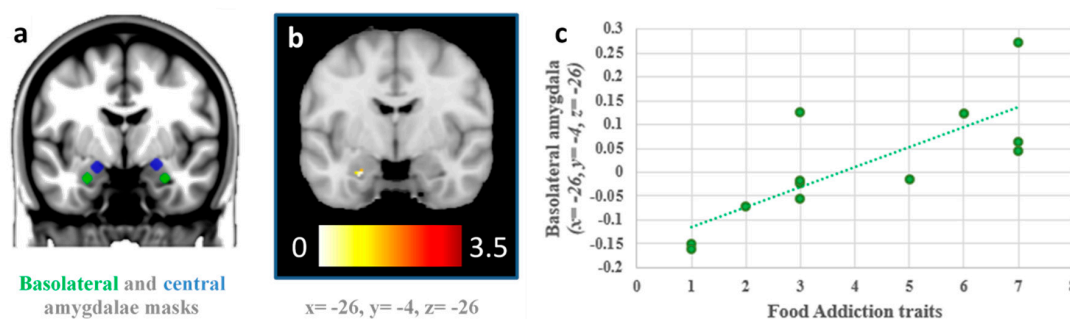 a
Basolateral and central
amygdalae masks
b
0 3.5
x= -26, y= -4, z= -26
c
Basolateral amygdala
(x= -26, y= -4, z= -26)
0.3
0.25
0.2
0.15
0.1
0.05
0
-0.05
-0.1
-0.15
-0.2
0 1 2 3 4 5 6 7 8
Food Addiction traits